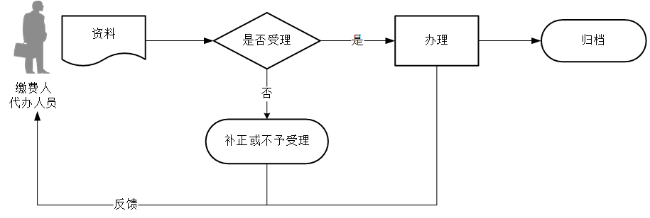 资料
是否受理
是
办理
归档
缴费人
代办人员
否
补正或不予受理
反馈